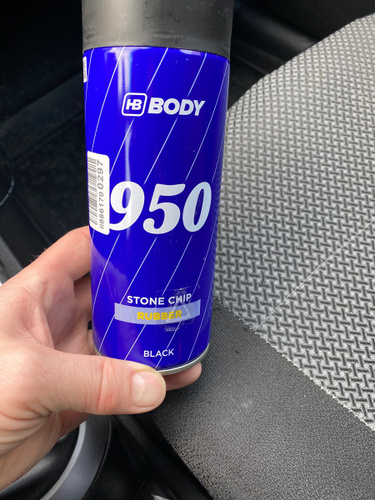 HB BODY
950
STONE CHIP
RUBBER
BLACK